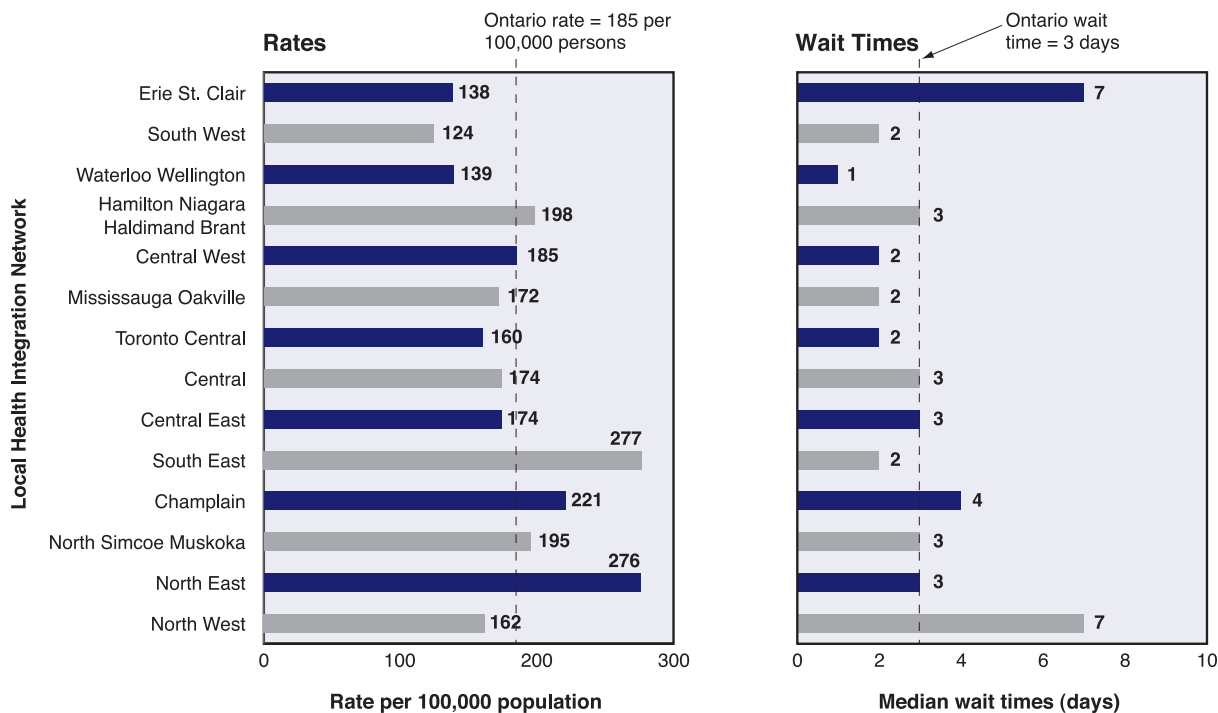 Ontario rate = 185 per
100,000 persons
Rates
Ontario wait
time = 3 days
Wait Times
Local Health Integration Network
Erie St. Clair
138
7
South West
124
2
Waterloo Wellington
139
1
Hamilton Niagara
Haldimand Brant
198
3
Central West
185
2
Mississauga Oakville
172
2
Toronto Central
160
2
Central
174
3
Central East
174
3
South East
277
2
Champlain
221
4
North Simcoe Muskoka
195
3
North East
276
3
North West
162
7
0 100 200 300
0 2 4 6 8 10
Rate per 100,000 population
Median wait times (days)